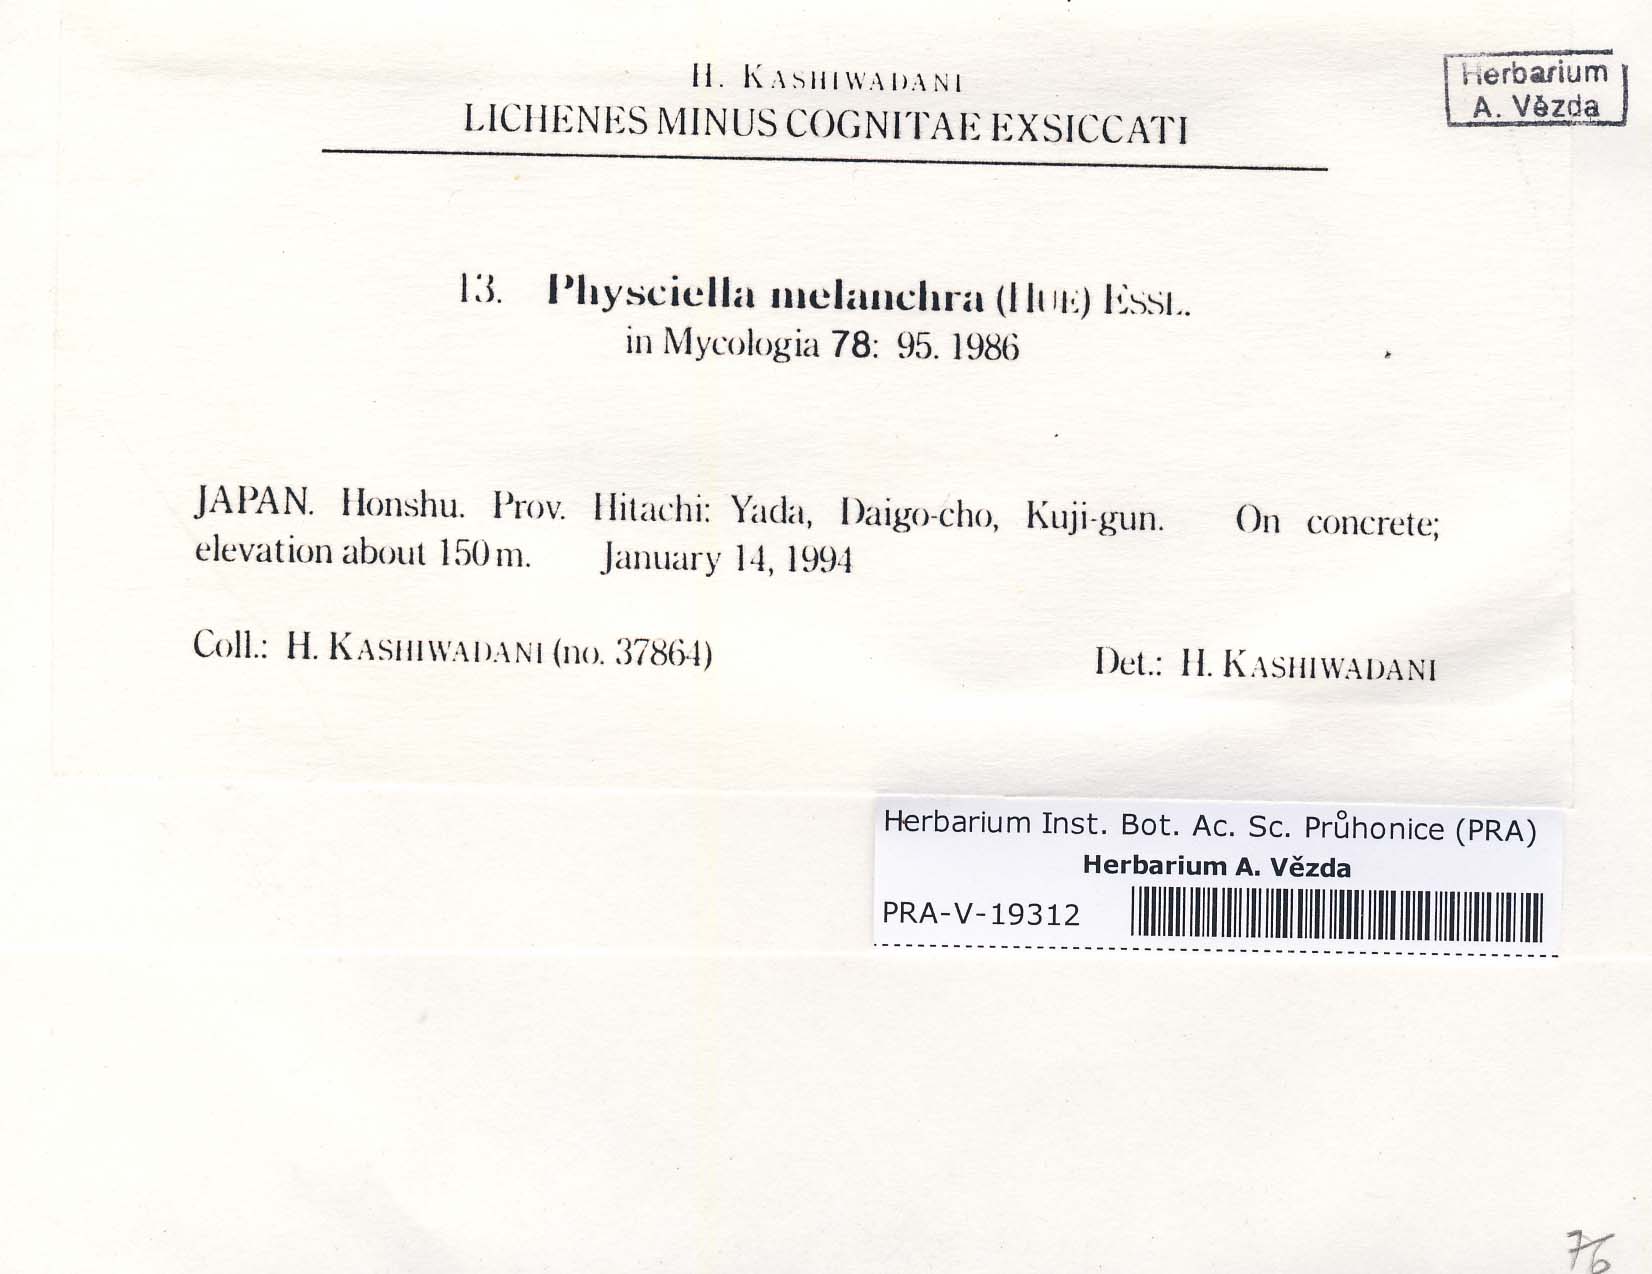 H. KASHIWADANI
LICHENES MINUS COGNITAE EXSICCATI
Herbarium
A. Vězda
13. Physciella melanchra (HUE) ESSL.
in Mycologia 78: 95. 1986
JAPAN. Honshu. Prov. Hitachi: Yada, Daigo-cho, Kuji-gun. On concrete;
elevation about 150 m. January 14, 1994
Coll.: H. KASHIWADANI (no. 37864)
Det.: H. KASHIWADANI
Herbarium Inst. Bot. Ac. Sc. Průhonice (PRA)
Herbarium A. Vězda
PRA-V-19312
76